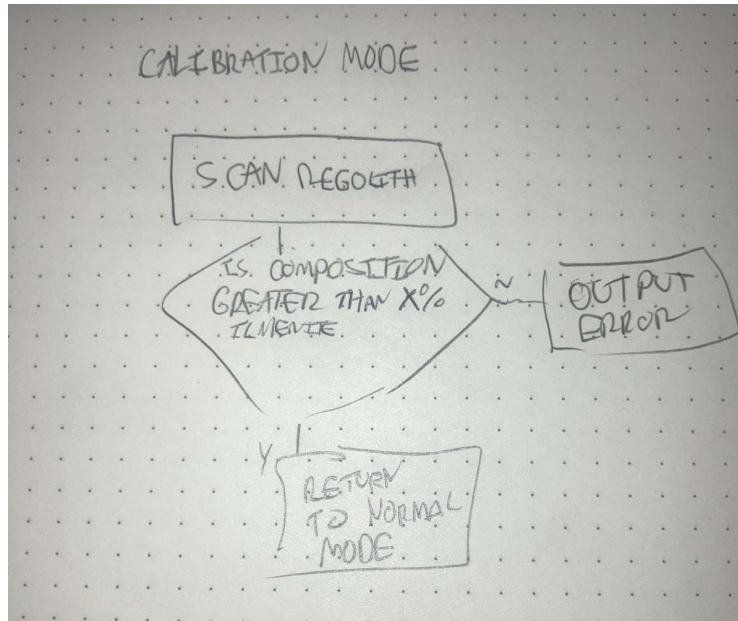 CALIBRATION MODE
SCAN REGOLITH
IS COMPOSITION
GREATER THAN X%
ILMENITE
N
OUTPUT
ERROR
Y
RETURN
TO NORMAL
MODE